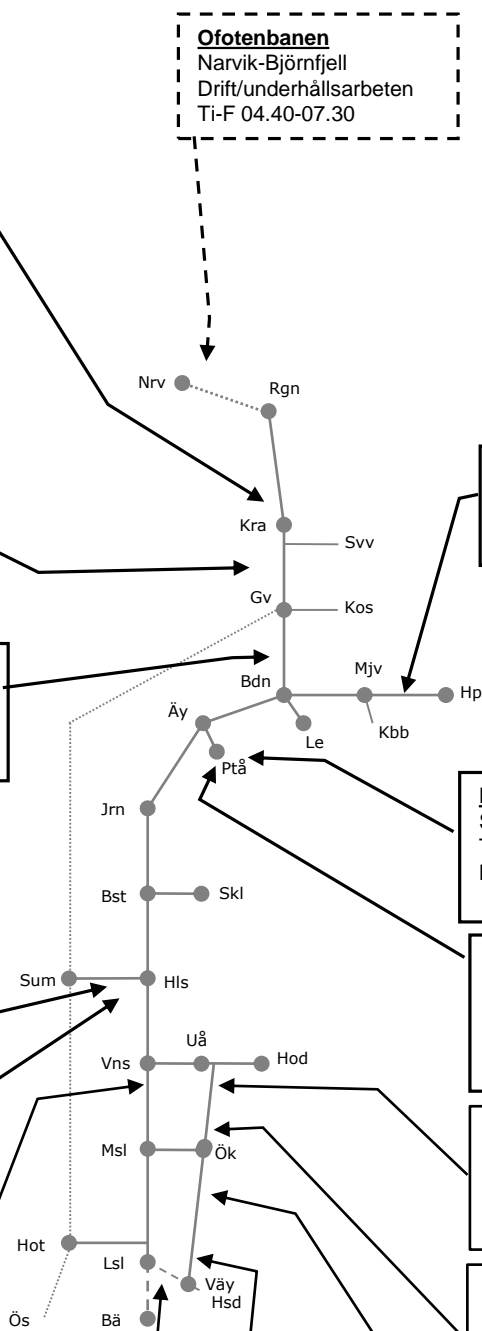 Ofotenbanen
Narvik-Björnfjell
Drift/underhållsarbeten
Ti-F 04.40-07.30
Nrv
Rgn
Kra
Svv
Gv
Kos
Bdn
Mjv
Hp
Äy
Le
Kbb
Ptå
Jrn
Bst
Skl
Sum
Hls
Uå
Vns
Hod
Msl
Ök
Hot
Lsl
Väy
Hsd
Ös
Bä